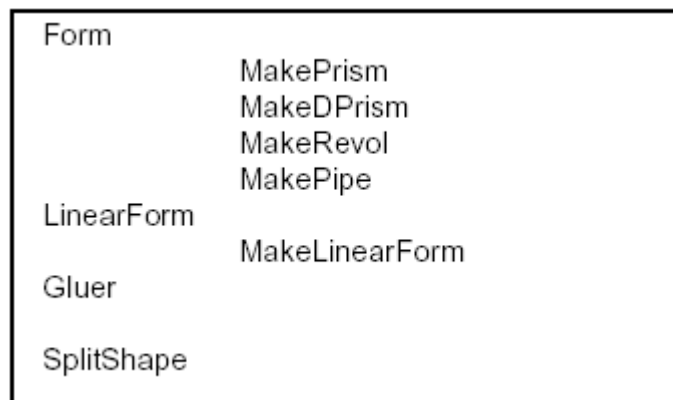 Form
MakePrism
MakeDPrism
MakeRevol
MakePipe
LinearForm
MakeLinearForm
Gluer
SplitShape